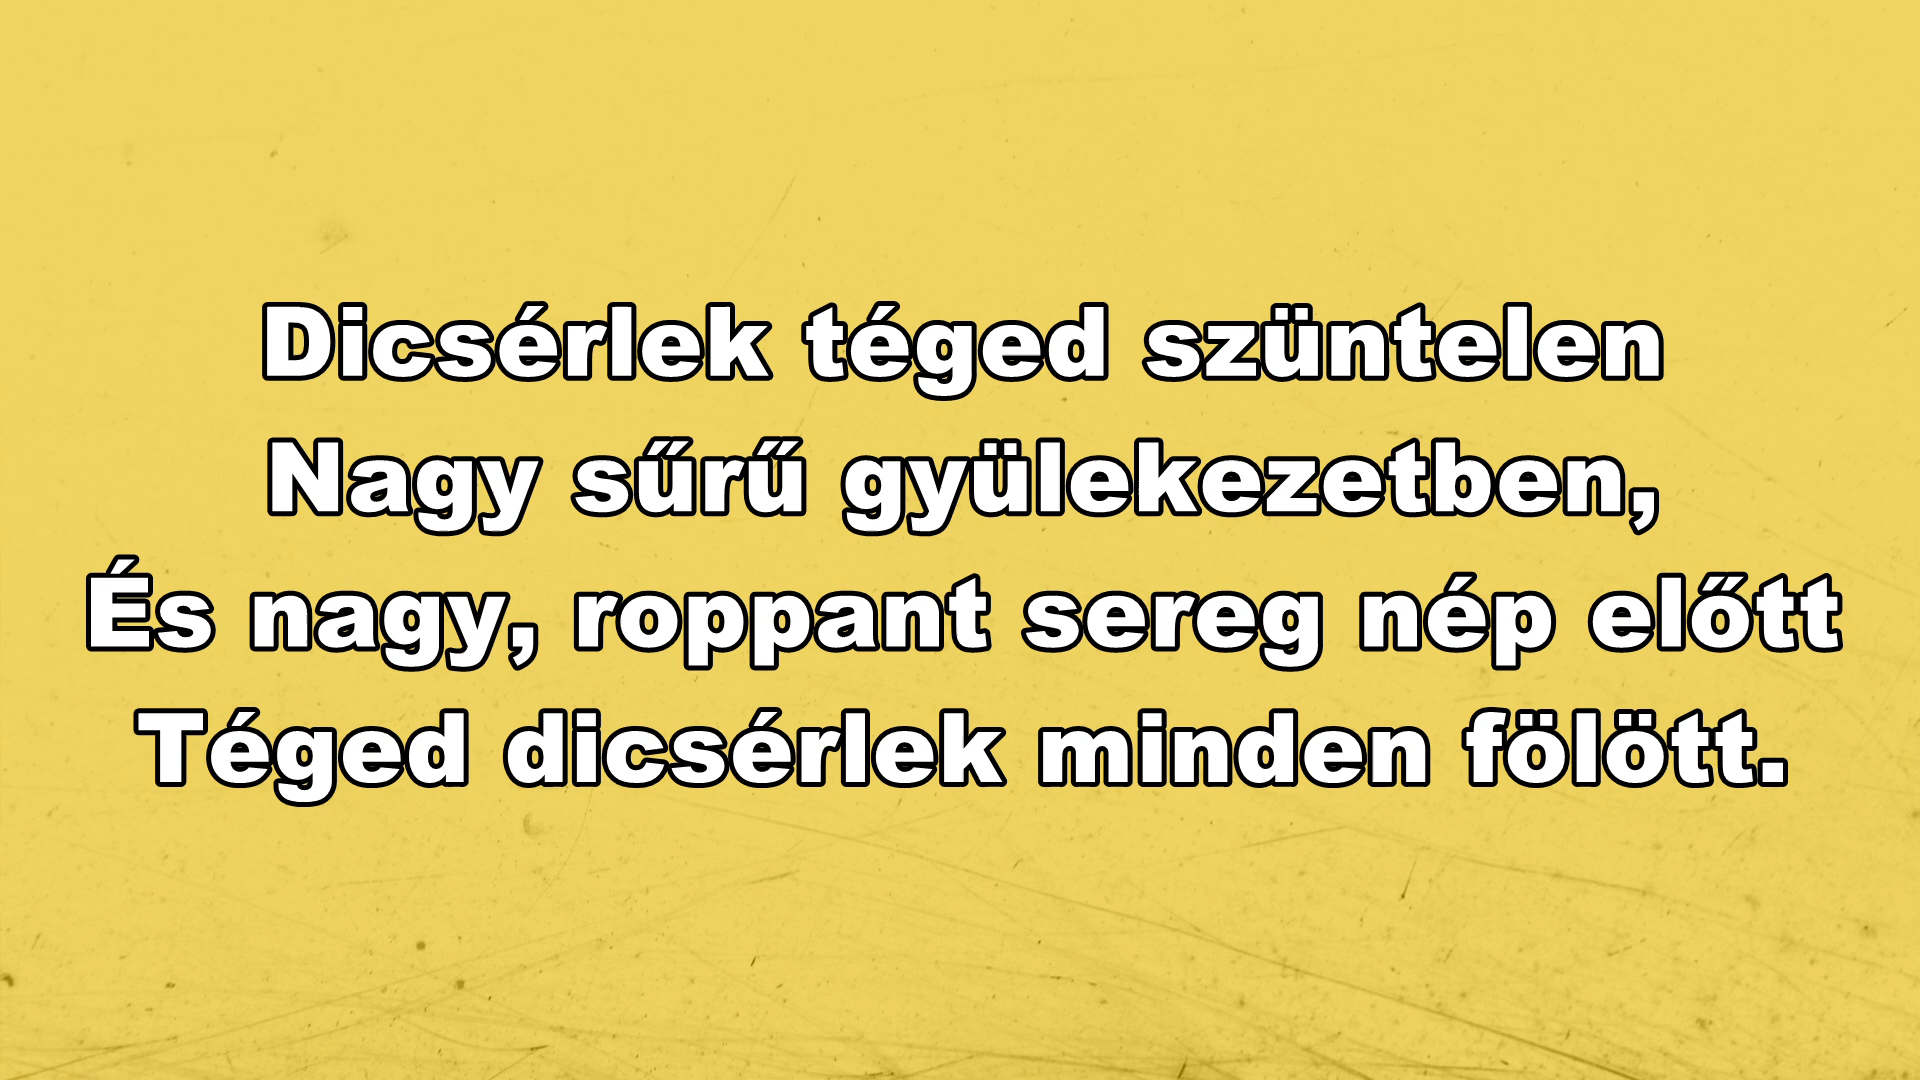 Dicsérlek téged szüntelen
Nagy sűrű gyülekezetben,
És nagy, roppant sereg nép előtt
Téged dicsérlek minden fölött.